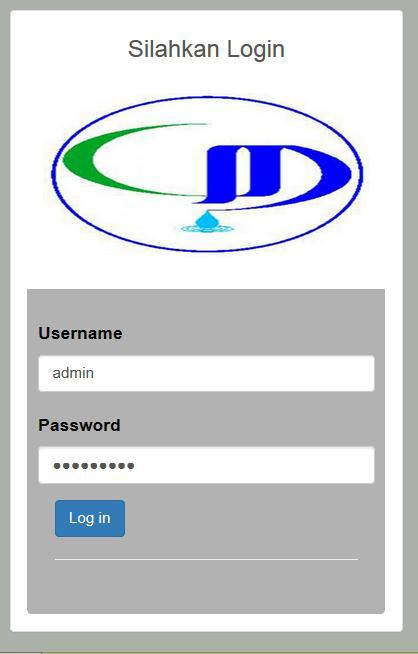 Silahkan Login
Username
admin
Password
●●●●●●●●●
Log in